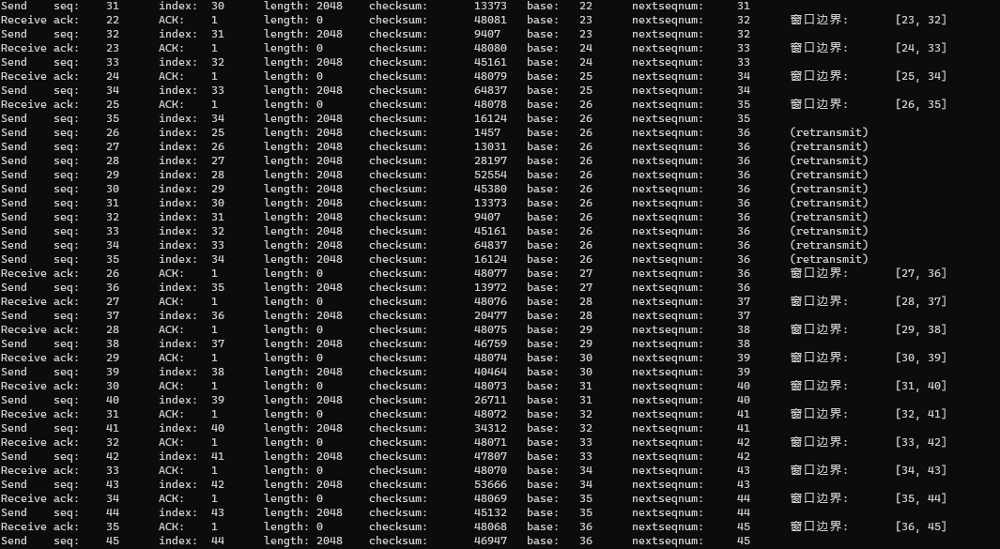 Send seq: 31 index: 30 length: 2048 checksum: 13373 base: 22 nextseqnum: 31
Receive ack: 22 ACK: 1 length: 0 checksum: 48081 base: 23 nextseqnum: 32 窗口边界: [23, 32]
Send seq: 32 index: 31 length: 2048 checksum: 9407 base: 23 nextseqnum: 32
Receive ack: 23 ACK: 1 length: 0 checksum: 48080 base: 24 nextseqnum: 33 窗口边界: [24, 33]
Send seq: 33 index: 32 length: 2048 checksum: 45161 base: 24 nextseqnum: 33
Receive ack: 24 ACK: 1 length: 0 checksum: 48079 base: 25 nextseqnum: 34 窗口边界: [25, 34]
Send seq: 34 index: 33 length: 2048 checksum: 64837 base: 25 nextseqnum: 34
Receive ack: 25 ACK: 1 length: 0 checksum: 48078 base: 26 nextseqnum: 35 窗口边界: [26, 35]
Send seq: 35 index: 34 length: 2048 checksum: 16124 base: 26 nextseqnum: 35
Send seq: 26 index: 25 length: 2048 checksum: 1457 base: 26 nextseqnum: 36 (retransmit)
Send seq: 27 index: 26 length: 2048 checksum: 13031 base: 26 nextseqnum: 36 (retransmit)
Send seq: 28 index: 27 length: 2048 checksum: 28197 base: 26 nextseqnum: 36 (retransmit)
Send seq: 29 index: 28 length: 2048 checksum: 52554 base: 26 nextseqnum: 36 (retransmit)
Send seq: 30 index: 29 length: 2048 checksum: 45380 base: 26 nextseqnum: 36 (retransmit)
Send seq: 31 index: 30 length: 2048 checksum: 13373 base: 26 nextseqnum: 36 (retransmit)
Send seq: 32 index: 31 length: 2048 checksum: 9407 base: 26 nextseqnum: 36 (retransmit)
Send seq: 33 index: 32 length: 2048 checksum: 45161 base: 26 nextseqnum: 36 (retransmit)
Send seq: 34 index: 33 length: 2048 checksum: 64837 base: 26 nextseqnum: 36 (retransmit)
Send seq: 35 index: 34 length: 2048 checksum: 16124 base: 26 nextseqnum: 36 (retransmit)
Receive ack: 26 ACK: 1 length: 0 checksum: 48077 base: 27 nextseqnum: 36 窗口边界: [27, 36]
Send seq: 36 index: 35 length: 2048 checksum: 13972 base: 27 nextseqnum: 36
Receive ack: 27 ACK: 1 length: 0 checksum: 48076 base: 28 nextseqnum: 37 窗口边界: [28, 37]
Send seq: 37 index: 36 length: 2048 checksum: 20477 base: 28 nextseqnum: 37
Receive ack: 28 ACK: 1 length: 0 checksum: 48075 base: 29 nextseqnum: 38 窗口边界: [29, 38]
Send seq: 38 index: 37 length: 2048 checksum: 46759 base: 29 nextseqnum: 38
Receive ack: 29 ACK: 1 length: 0 checksum: 48074 base: 30 nextseqnum: 39 窗口边界: [30, 39]
Send seq: 39 index: 38 length: 2048 checksum: 40464 base: 30 nextseqnum: 39
Receive ack: 30 ACK: 1 length: 0 checksum: 48073 base: 31 nextseqnum: 40 窗口边界: [31, 40]
Send seq: 40 index: 39 length: 2048 checksum: 26711 base: 31 nextseqnum: 40
Receive ack: 31 ACK: 1 length: 0 checksum: 48072 base: 32 nextseqnum: 41 窗口边界: [32, 41]
Send seq: 41 index: 40 length: 2048 checksum: 34312 base: 32 nextseqnum: 41
Receive ack: 32 ACK: 1 length: 0 checksum: 48071 base: 33 nextseqnum: 42 窗口边界: [33, 42]
Send seq: 42 index: 41 length: 2048 checksum: 47807 base: 33 nextseqnum: 42
Receive ack: 33 ACK: 1 length: 0 checksum: 48070 base: 34 nextseqnum: 43 窗口边界: [34, 43]
Send seq: 43 index: 42 length: 2048 checksum: 53666 base: 34 nextseqnum: 43
Receive ack: 34 ACK: 1 length: 0 checksum: 48069 base: 35 nextseqnum: 44 窗口边界: [35, 44]
Send seq: 44 index: 43 length: 2048 checksum: 45132 base: 35 nextseqnum: 44
Receive ack: 35 ACK: 1 length: 0 checksum: 48068 base: 36 nextseqnum: 45 窗口边界: [36, 45]
Send seq: 45 index: 44 length: 2048 checksum: 46947 base: 36 nextseqnum: 45